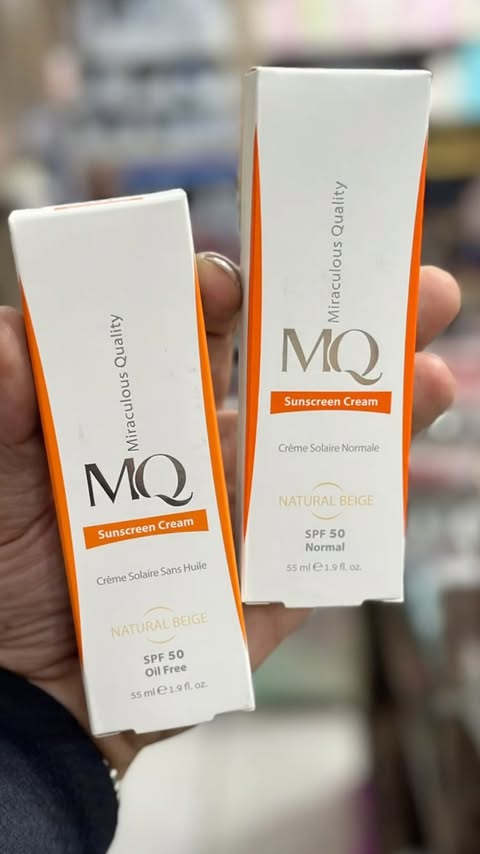 Miraculous Quality
MQ
Sunscreen Cream
Crème Solaire Sans Huile
NATURAL BEIGE
SPF 50
Oil Free
55 ml ℮ 1.9 fl. oz.
Miraculous Quality
MQ
Sunscreen Cream
Crème Solaire Normale
NATURAL BEIGE
SPF 50
Normal
55 ml ℮ 1.9 fl. oz.